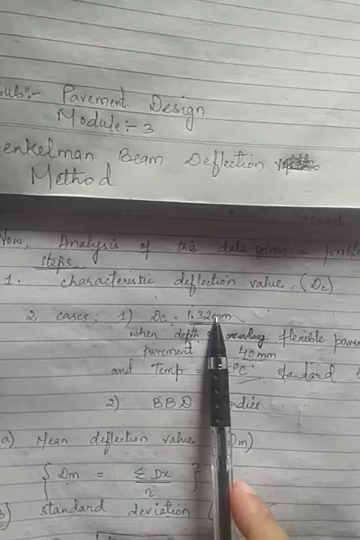 Sub:- Pavement Design
Module:- 3
Benkelman Beam Deflection
Method
Now, Analysis of the data given in
steps
1. characteristic deflection value, (Dc)
2. cases: 1) Dc = 1.32mm
when depth flexible
pavement 40mm
and Temp °C standard
2) BBD
a) Mean deflection value Dm)
{ Dm = Σ Dx / n }
b) standard deviation (